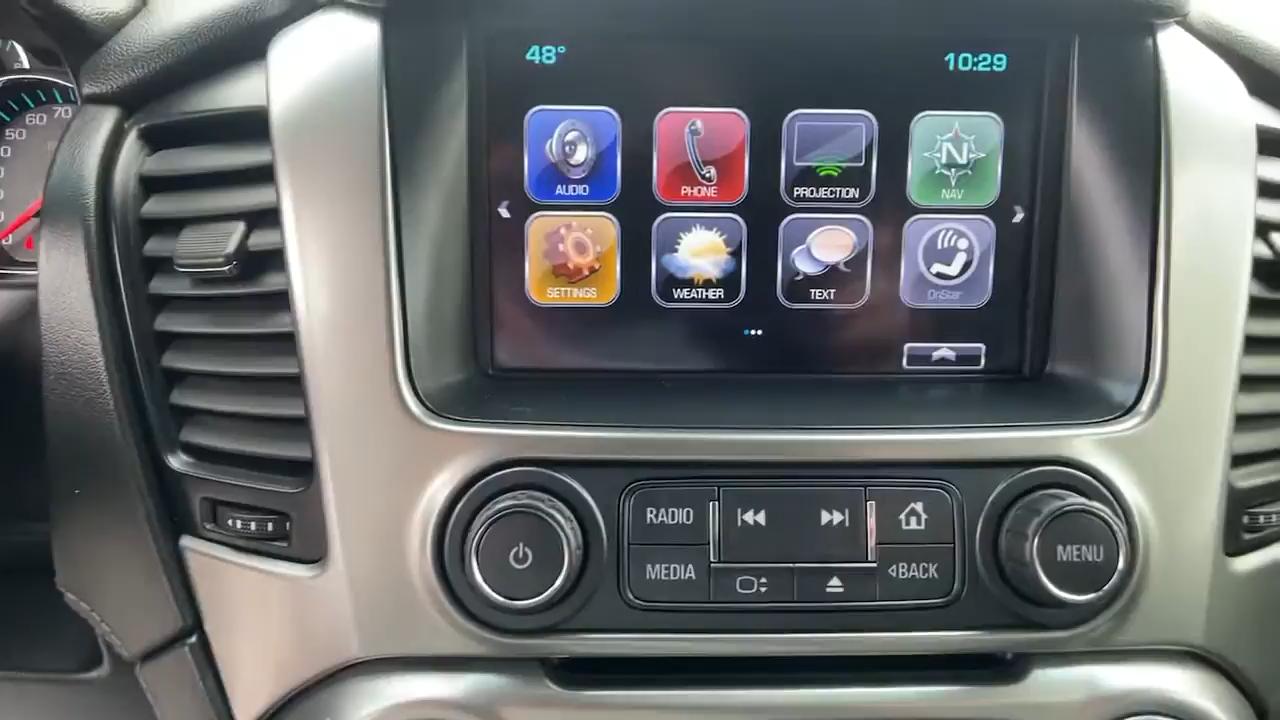 48°
10:29
AUDIO
PHONE
PROJECTION
N
NAV
SETTINGS
WEATHER
TEXT
OnStar
70
60
50
RADIO
MEDIA
BACK
MENU